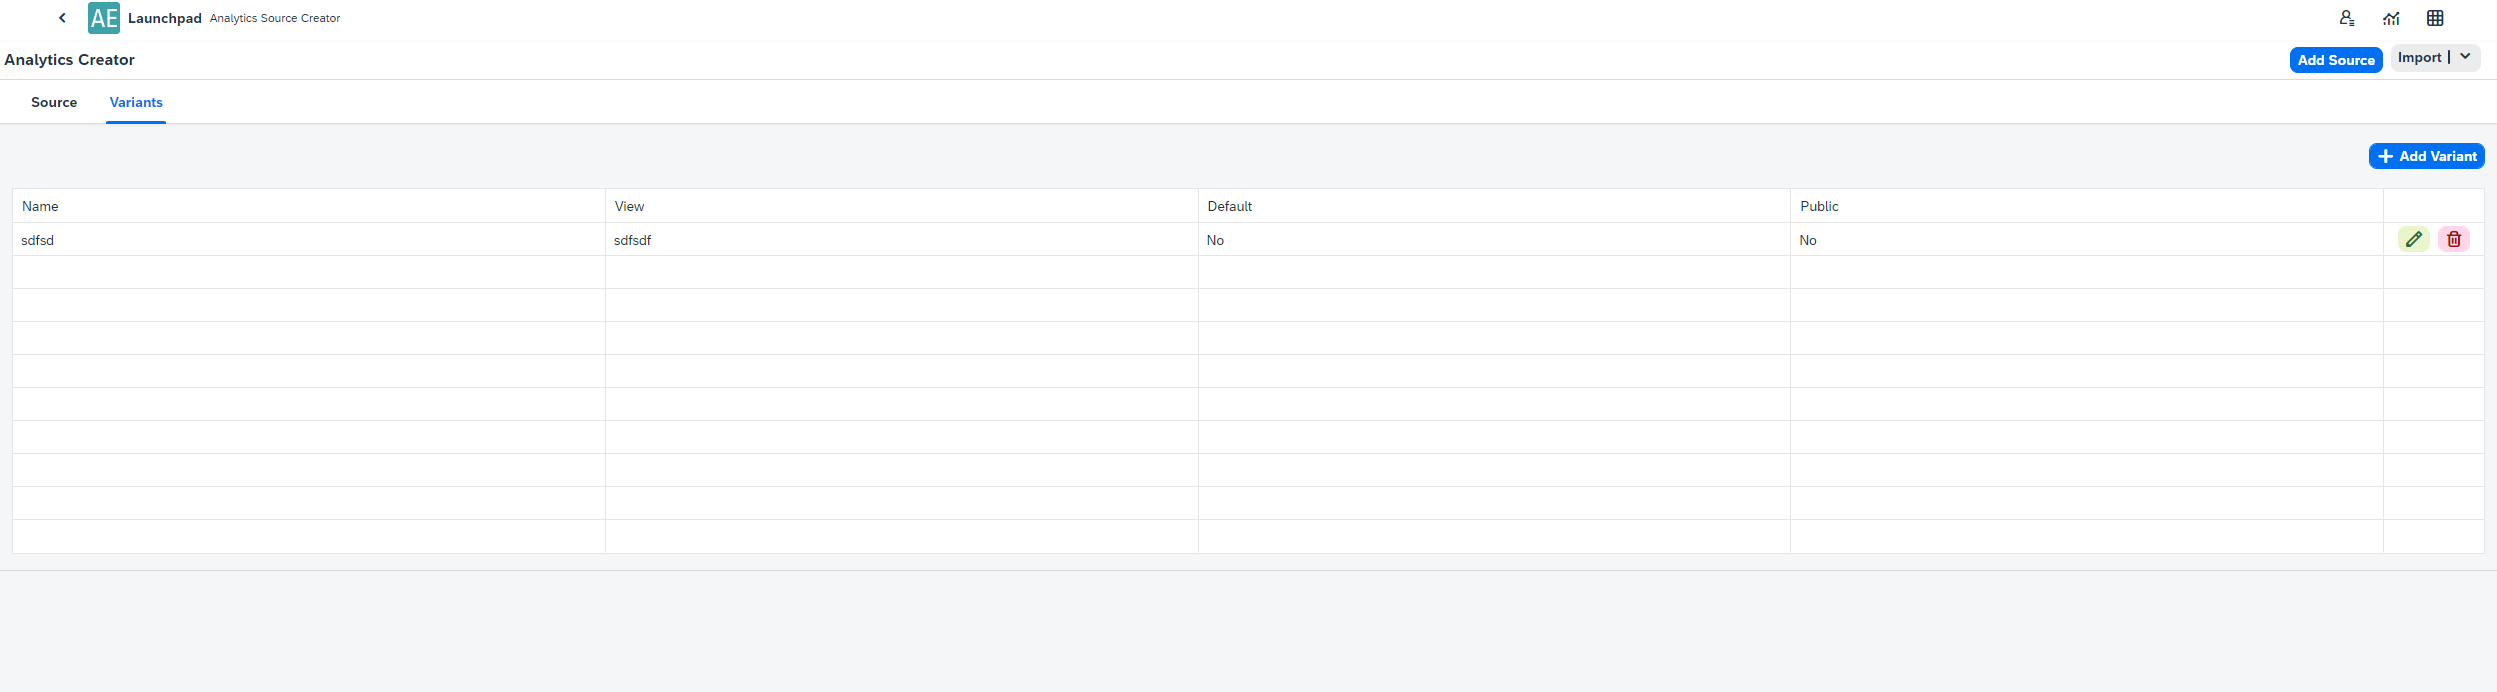 AE Launchpad Analytics Source Creator
Analytics Creator
Add Source
Import
Source Variants
Add Variant
Name View Default Public
sdfsd sdfsdf No No